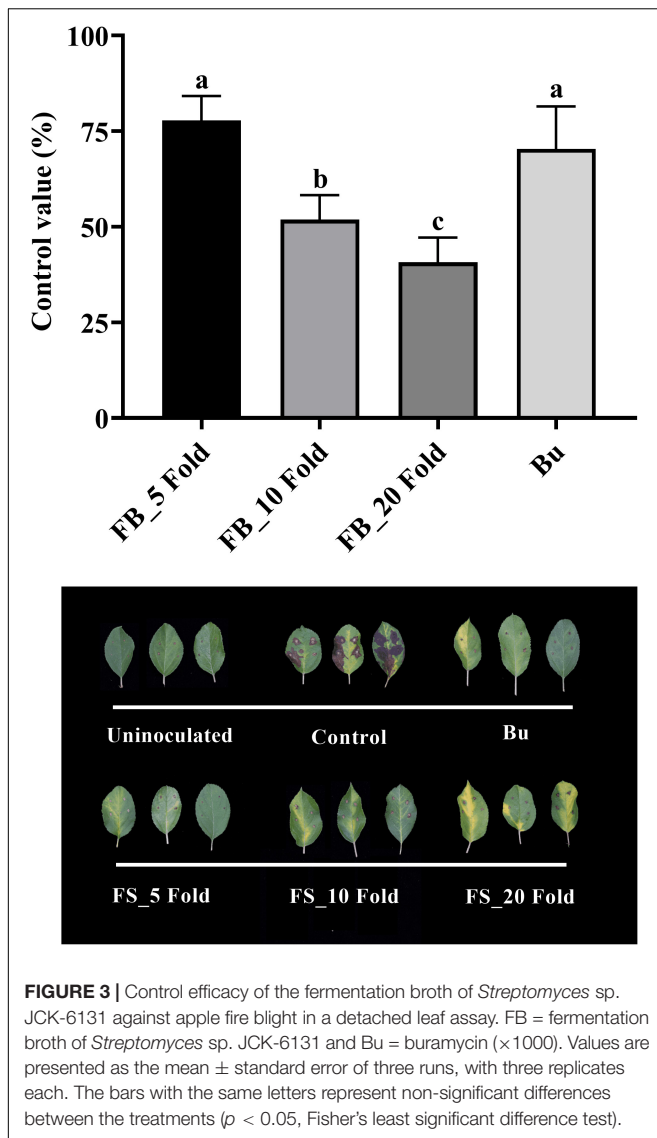 100
75
50
25
0
Control value (%)
a
b
c
a
FB_5 Fold
FB_10 Fold
FB_20 Fold
Bu
Uninoculated
Control
Bu
FS_5 Fold
FS_10 Fold
FS_20 Fold
FIGURE 3 | Control efficacy of the fermentation broth of Streptomyces sp.
JCK-6131 against apple fire blight in a detached leaf assay. FB = fermentation
broth of Streptomyces sp. JCK-6131 and Bu = buramycin (×1000). Values are
presented as the mean ± standard error of three runs, with three replicates
each. The bars with the same letters represent non-significant differences
between the treatments (p < 0.05, Fisher's least significant difference test).